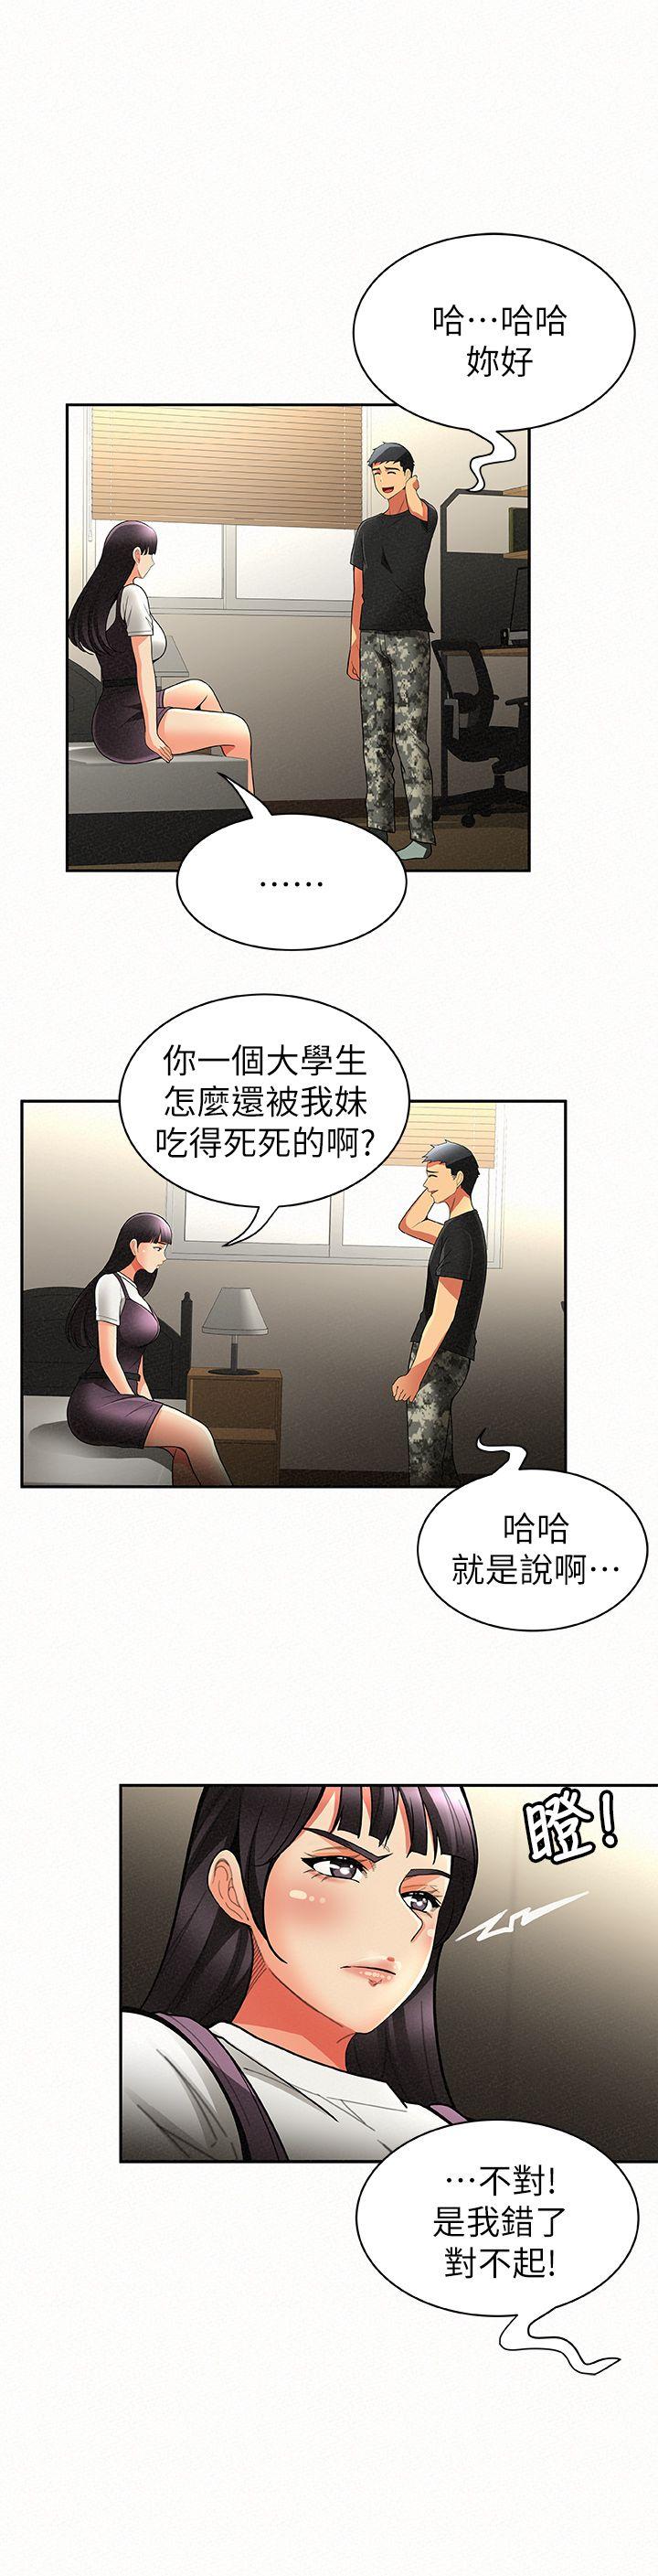 哈⋯哈哈
妳好
⋯⋯
你一個大學生
怎麼還被我妹
吃得死死的啊?
哈哈
就是說啊⋯
瞪!
⋯不對!
是我錯了
對不起!